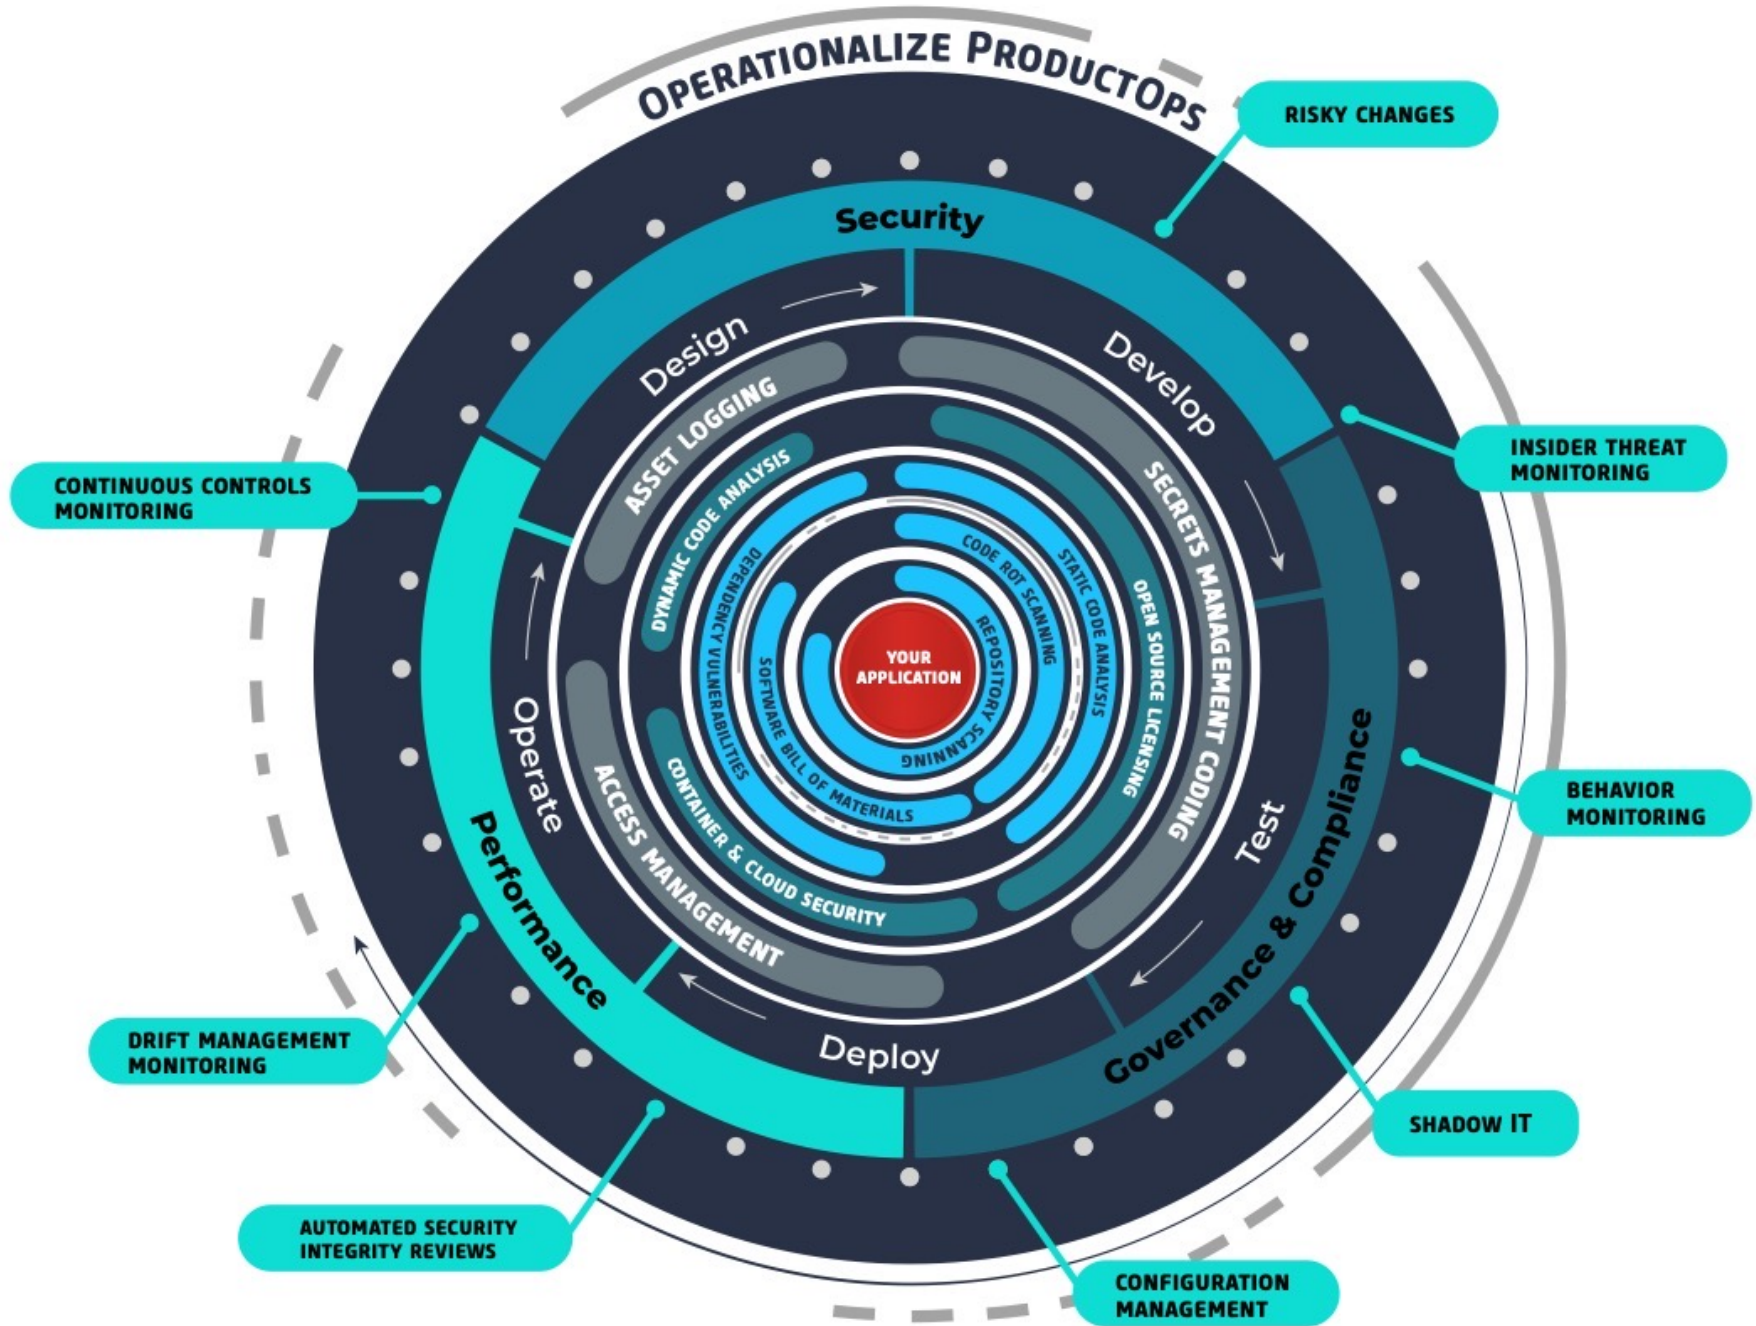 OPERATIONALIZE PRODUCTOPS
RISKY CHANGES
Security
Design
Develop
ASSET LOGGING
SECRETS MANAGEMENT CODING
INSIDER THREAT
MONITORING
CONTINUOUS CONTROLS
MONITORING
DYNAMIC CODE ANALYSIS
OPEN SOURCE LICENSING
DEPENDENCY VULNERABILITIES
STATIC CODE ANALYSIS
CODE ROT SCANNING
SOFTWARE BILL OF MATERIALS
REPOSITORY SCANNING
YOUR
APPLICATION
Operate
Test
BEHAVIOR
MONITORING
ACCESS MANAGEMENT
CONTAINER & CLOUD SECURITY
Performance
Governance & Compliance
Deploy
DRIFT MANAGEMENT
MONITORING
SHADOW IT
AUTOMATED SECURITY
INTEGRITY REVIEWS
CONFIGURATION
MANAGEMENT